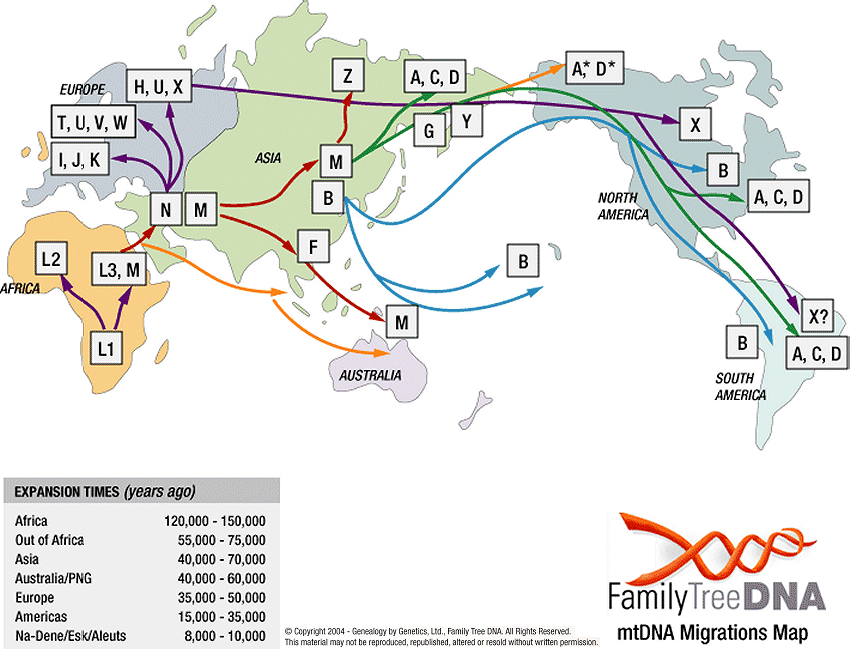 EUROPE
H, U, X
T, U, V, W
I, J, K
Z
A, C, D
A,* D*
G
Y
X
ASIA
M
B
B
N
M
NORTH
AMERICA
A, C, D
F
B
L2
L3, M
AFRICA
M
X?
L1
B
A, C, D
AUSTRALIA
SOUTH
AMERICA
EXPANSION TIMES (years ago)
Africa 120,000 - 150,000
Out of Africa 55,000 - 75,000
Asia 40,000 - 70,000
Australia/PNG 40,000 - 60,000
Europe 35,000 - 50,000
Americas 15,000 - 35,000
Na-Dene/Esk/Aleuts 8,000 - 10,000
© Copyright 2004 - Genealogy by Genetics, Ltd., Family Tree DNA. All Rights Reserved.
This material may not be reproduced, republished, altered or resold without written permission.
FamilyTreeDNA
mtDNA Migrations Map